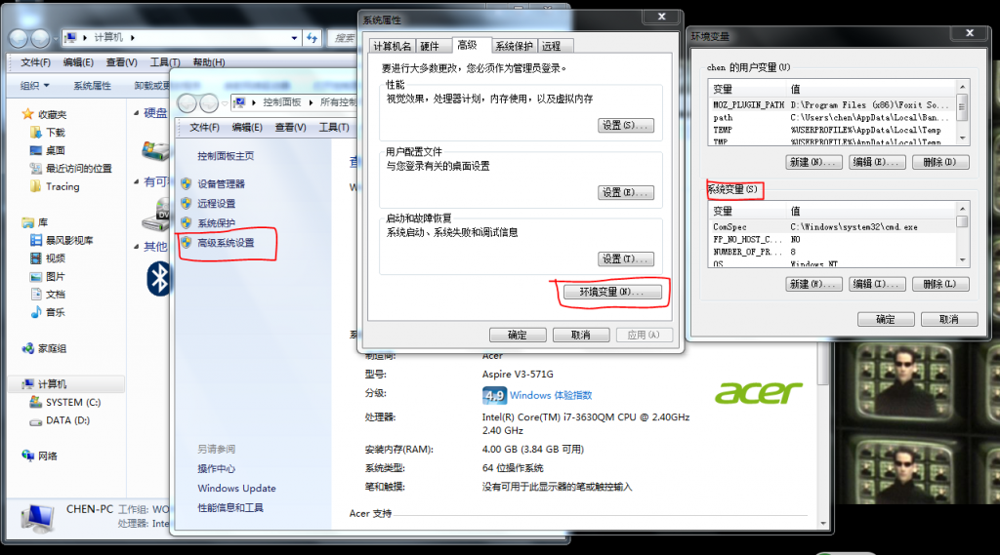 计算机
搜索
文件(F) 编辑(E) 查看(V) 工具(T) 帮助(H)
组织 系统属性 卸载或更
收藏夹
下载
桌面
最近访问的位置
Tracing
库
暴风影视库
视频
图片
文档
音乐
家庭组
计算机
SYSTEM (C:)
DATA (D:)
网络
硬盘
有可
其他
CHEN-PC 工作组: WO
处理器: Inte
控制面板 所有控制
文件(F) 编辑(E) 查看(V) 工具(T)
控制面板主页
设备管理器
远程设置
系统保护
高级系统设置
另请参阅
操作中心
Windows Update
性能信息和工具
制造商: Acer
型号: Aspire V3-571G
分级: 4.9 Windows 体验指数
处理器: Intel(R) Core(TM) i7-3630QM CPU @ 2.40GHz
2.40 GHz
安装内存(RAM): 4.00 GB (3.84 GB 可用)
系统类型: 64 位操作系统
笔和触摸: 没有可用于此显示器的笔或触控输入
Acer 支持
acer
系统属性
计算机名 硬件 高级 系统保护 远程
要进行大多数更改，您必须作为管理员登录。
性能
视觉效果，处理器计划，内存使用，以及虚拟内存
设置(S)...
用户配置文件
与您登录有关的桌面设置
设置(E)...
启动和故障恢复
系统启动、系统失败和调试信息
设置(T)...
环境变量(N)...
确定 取消 应用(A)
环境变量
chen 的用户变量(U)
变量 值
MOZ_PLUGIN_PATH D:\Program Files (x86)\Foxit So...
path C:\Users\chen\AppData\Local\Ban...
TEMP %USERPROFILE%\AppData\Local\Temp
TMP %USERPROFILE%\AppData\Local\Temp
新建(N)... 编辑(E)... 删除(D)
系统变量(S)
变量 值
ComSpec C:\Windows\system32\cmd.exe
FP_NO_HOST_C... NO
NUMBER_OF_PR... 8
OS Windows_NT
新建(W)... 编辑(I)... 删除(L)
确定 取消